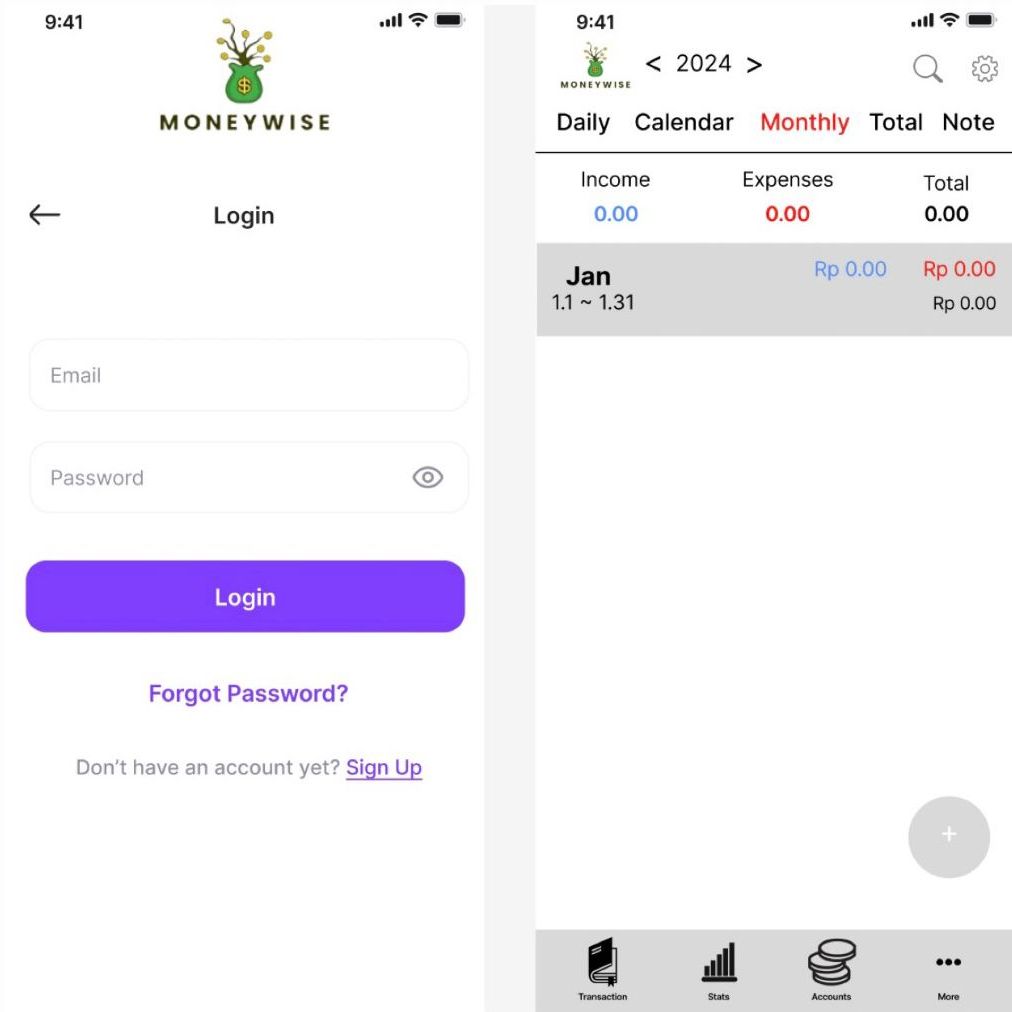 9:41
MONEYWISE
Login
Email
Password
Login
Forgot Password?
Don't have an account yet? Sign Up
9:41
MONEYWISE
< 2024 >
Daily Calendar Monthly Total Note
Income Expenses Total
0.00 0.00 0.00
Jan Rp 0.00 Rp 0.00
1.1 ~ 1.31 Rp 0.00
+
Transaction Stats Accounts More